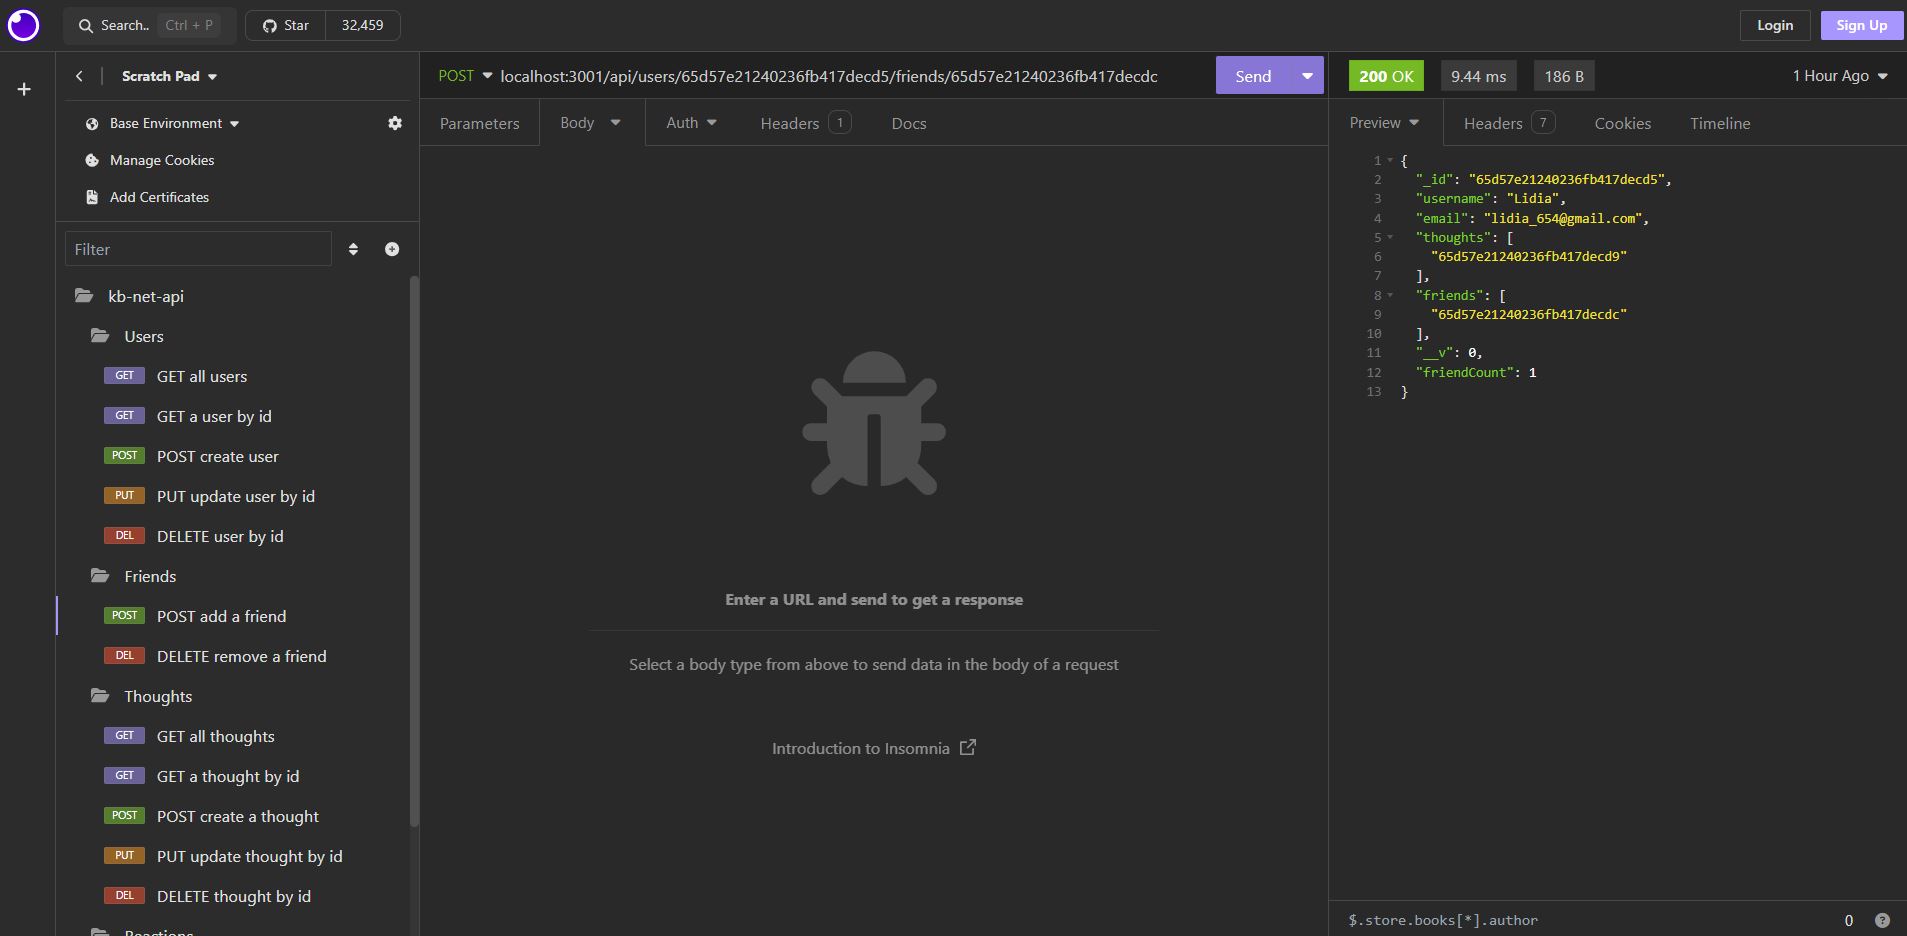 Search.. Ctrl + P
Star 32,459
Login
Sign Up
Scratch Pad
Base Environment
Manage Cookies
Add Certificates
Filter
kb-net-api
Users
GET GET all users
GET GET a user by id
POST POST create user
PUT PUT update user by id
DEL DELETE user by id
Friends
POST POST add a friend
DEL DELETE remove a friend
Thoughts
GET GET all thoughts
GET GET a thought by id
POST POST create a thought
PUT PUT update thought by id
DEL DELETE thought by id
Reactions
POST localhost:3001/api/users/65d57e21240236fb417decd5/friends/65d57e21240236fb417decdc Send
Parameters Body Auth Headers 1 Docs
Enter a URL and send to get a response
Select a body type from above to send data in the body of a request
Introduction to Insomnia
200 OK 9.44 ms 186 B 1 Hour Ago
Preview Headers 7 Cookies Timeline
1 {
2 "_id": "65d57e21240236fb417decd5",
3 "username": "Lidia",
4 "email": "lidia_654@gmail.com",
5 "thoughts": [
6 "65d57e21240236fb417decd9"
7 ],
8 "friends": [
9 "65d57e21240236fb417decdc"
10 ],
11 "__v": 0,
12 "friendCount": 1
13 }
$.store.books[*].author 0 ?